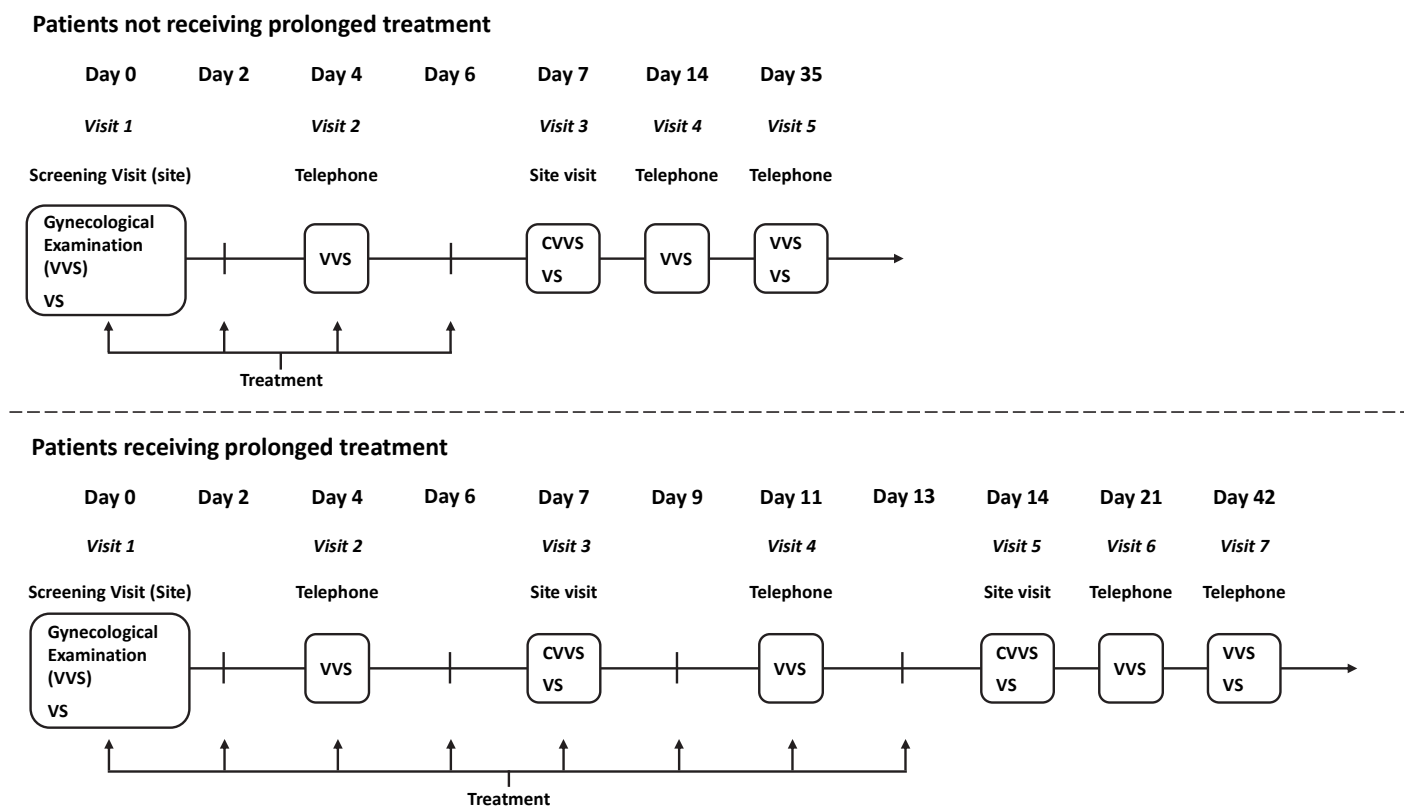 Patients not receiving prolonged treatment
Day 0 Day 2 Day 4 Day 6 Day 7 Day 14 Day 35
Visit 1 Visit 2 Visit 3 Visit 4 Visit 5
Screening Visit (site) Telephone Site visit Telephone Telephone
Gynecological
Examination
(VVS)
VS
VVS
CVVS
VS
VVS
VVS
VS
Treatment
Patients receiving prolonged treatment
Day 0 Day 2 Day 4 Day 6 Day 7 Day 9 Day 11 Day 13 Day 14 Day 21 Day 42
Visit 1 Visit 2 Visit 3 Visit 4 Visit 5 Visit 6 Visit 7
Screening Visit (Site) Telephone Site visit Telephone Site visit Telephone Telephone
Gynecological
Examination
(VVS)
VS
VVS
CVVS
VS
VVS
CVVS
VS
VVS
VVS
VS
Treatment